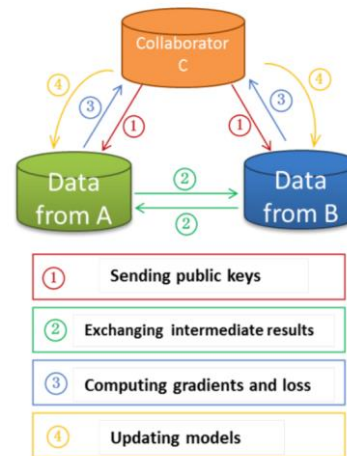 Collaborator
C
④
④
③
③
①
①
Data
from A
②
②
Data
from B
① Sending public keys
② Exchanging intermediate results
③ Computing gradients and loss
④ Updating models